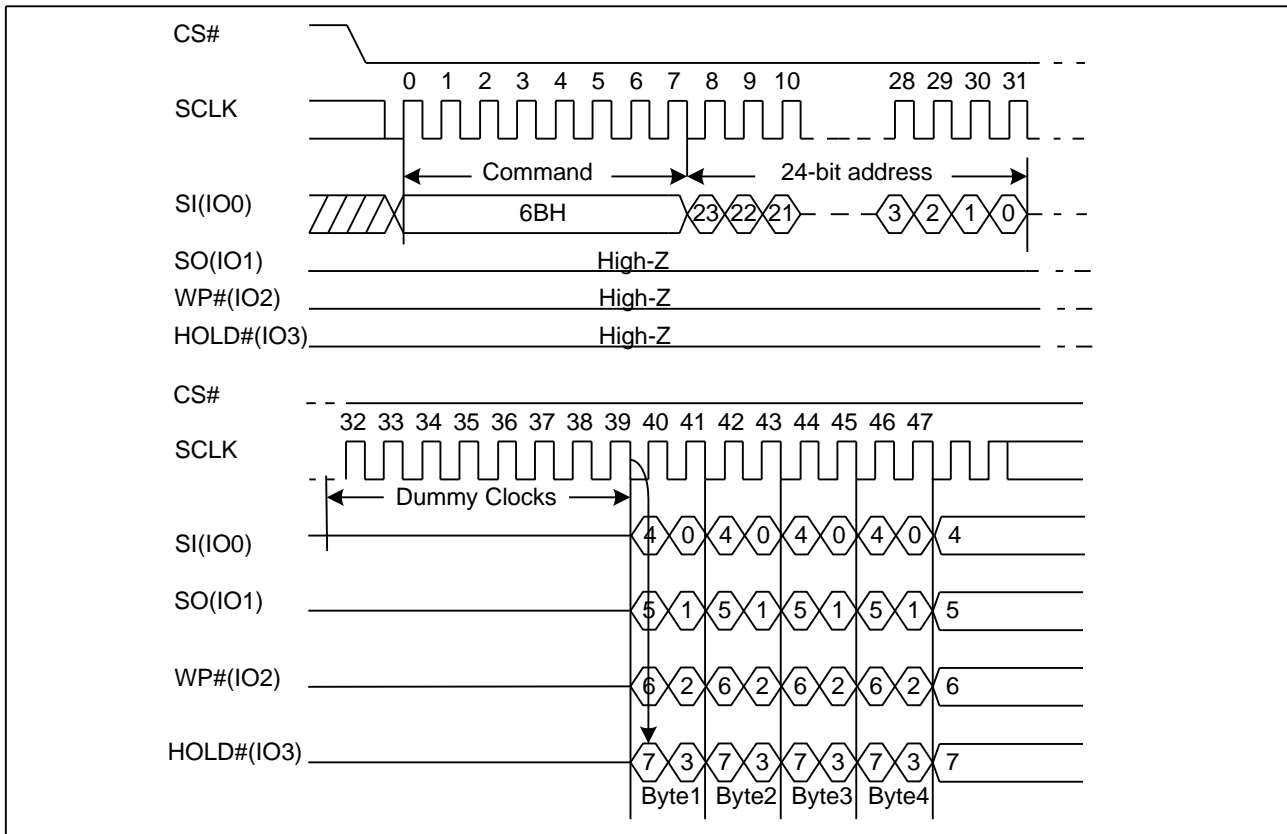 CS#
0 1 2 3 4 5 6 7 8 9 10 28 29 30 31
SCLK
Command 24-bit address
SI(IO0) 6BH 23 22 21 3 2 1 0
SO(IO1) High-Z
WP#(IO2) High-Z
HOLD#(IO3) High-Z
CS#
32 33 34 35 36 37 38 39 40 41 42 43 44 45 46 47
SCLK
Dummy Clocks
SI(IO0) 4 0 4 0 4 0 4 0 4
SO(IO1) 5 1 5 1 5 1 5 1 5
WP#(IO2) 6 2 6 2 6 2 6 2 6
HOLD#(IO3) 7 3 7 3 7 3 7 3 7
Byte1 Byte2 Byte3 Byte4